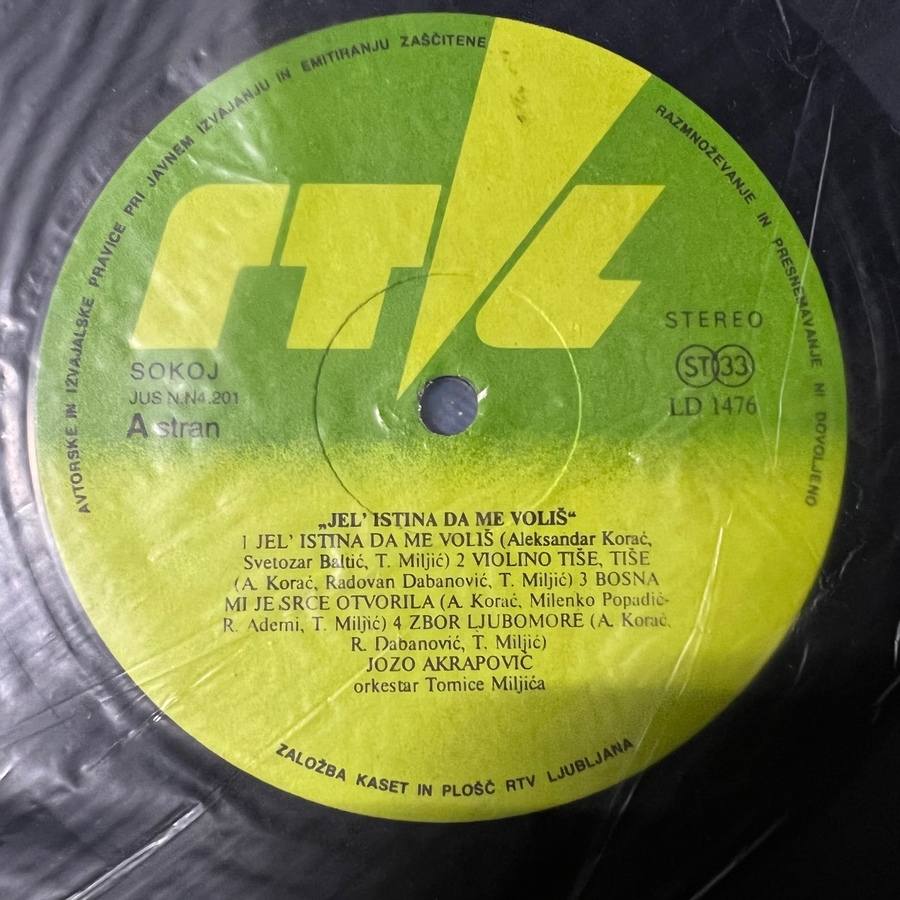 AVTORSKE IN IZVAJALSKE PRAVICE PRI JAVNEM IZVAJANJU IN EMITIRANJU ZAŠČITENE
RAZMNOŽEVANJE IN PRESNEMAVANJE NI DOVOLJENO
RTL
STEREO
SOKOJ
ST 33
JUS N.N4.201
LD 1476
A stran
„JEL' ISTINA DA ME VOLIŠ“
1 JEL' ISTINA DA ME VOLIŠ (Aleksandar Korać,
Svetozar Baltić, T. Miljić) 2 VIOLINO TIŠE, TIŠE
(A. Korać, Radovan Dabanović, T. Miljić) 3 BOSNA
MI JE SRCE OTVORILA (A. Korać, Milenko Popadić-
R. Ademi, T. Miljić) 4 ZBOR LJUBOMORE (A. Korać,
R. Dabanović, T. Miljić)
JOZO AKRAPOVIČ
orkestar Tomice Miljića
ZALOŽBA KASET IN PLOŠČ RTV LJUBLJANA